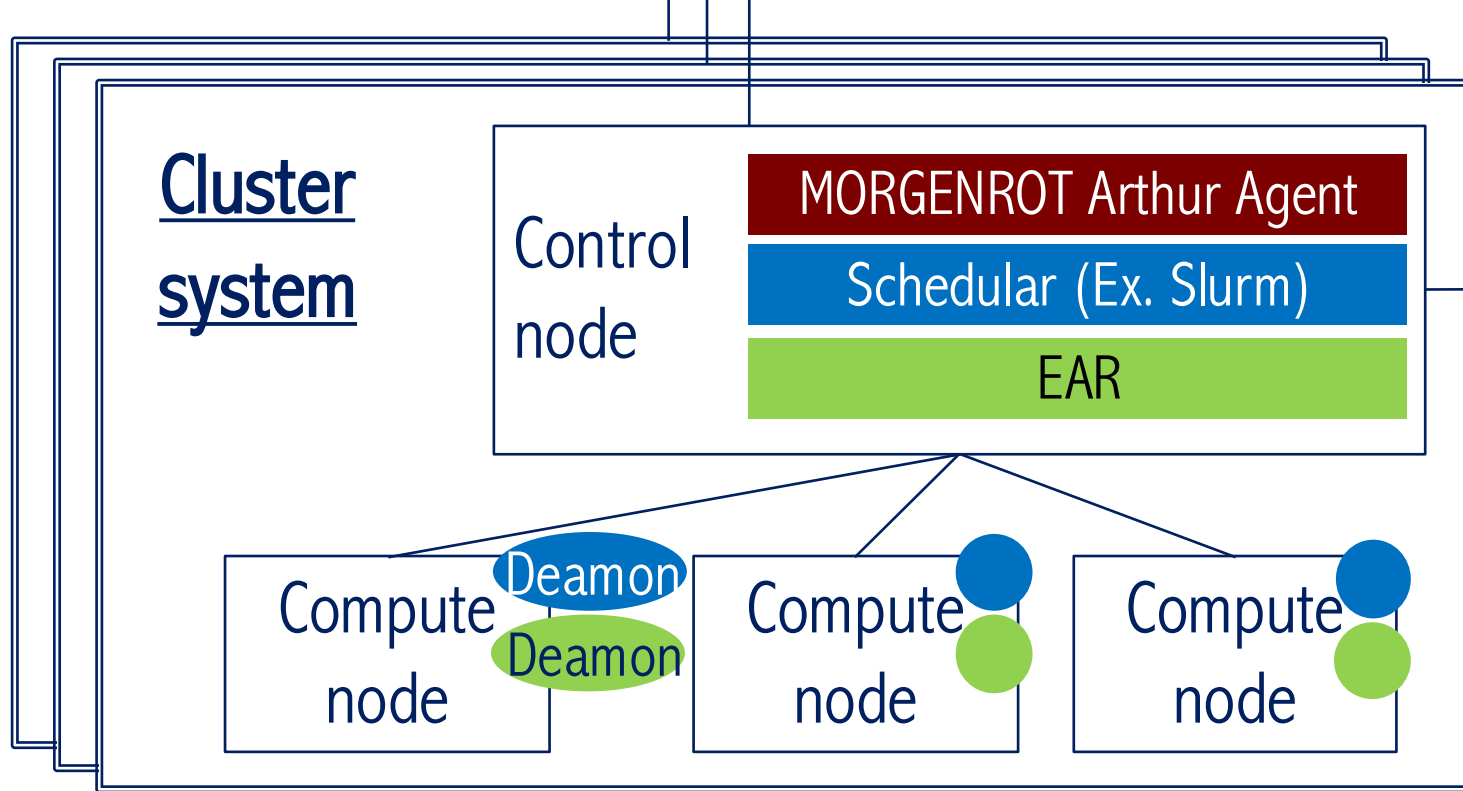 Cluster
system
Control
node
MORGENROT Arthur Agent
Schedular (Ex. Slurm)
EAR
Compute
node
Deamon
Deamon
Compute
node
Compute
node